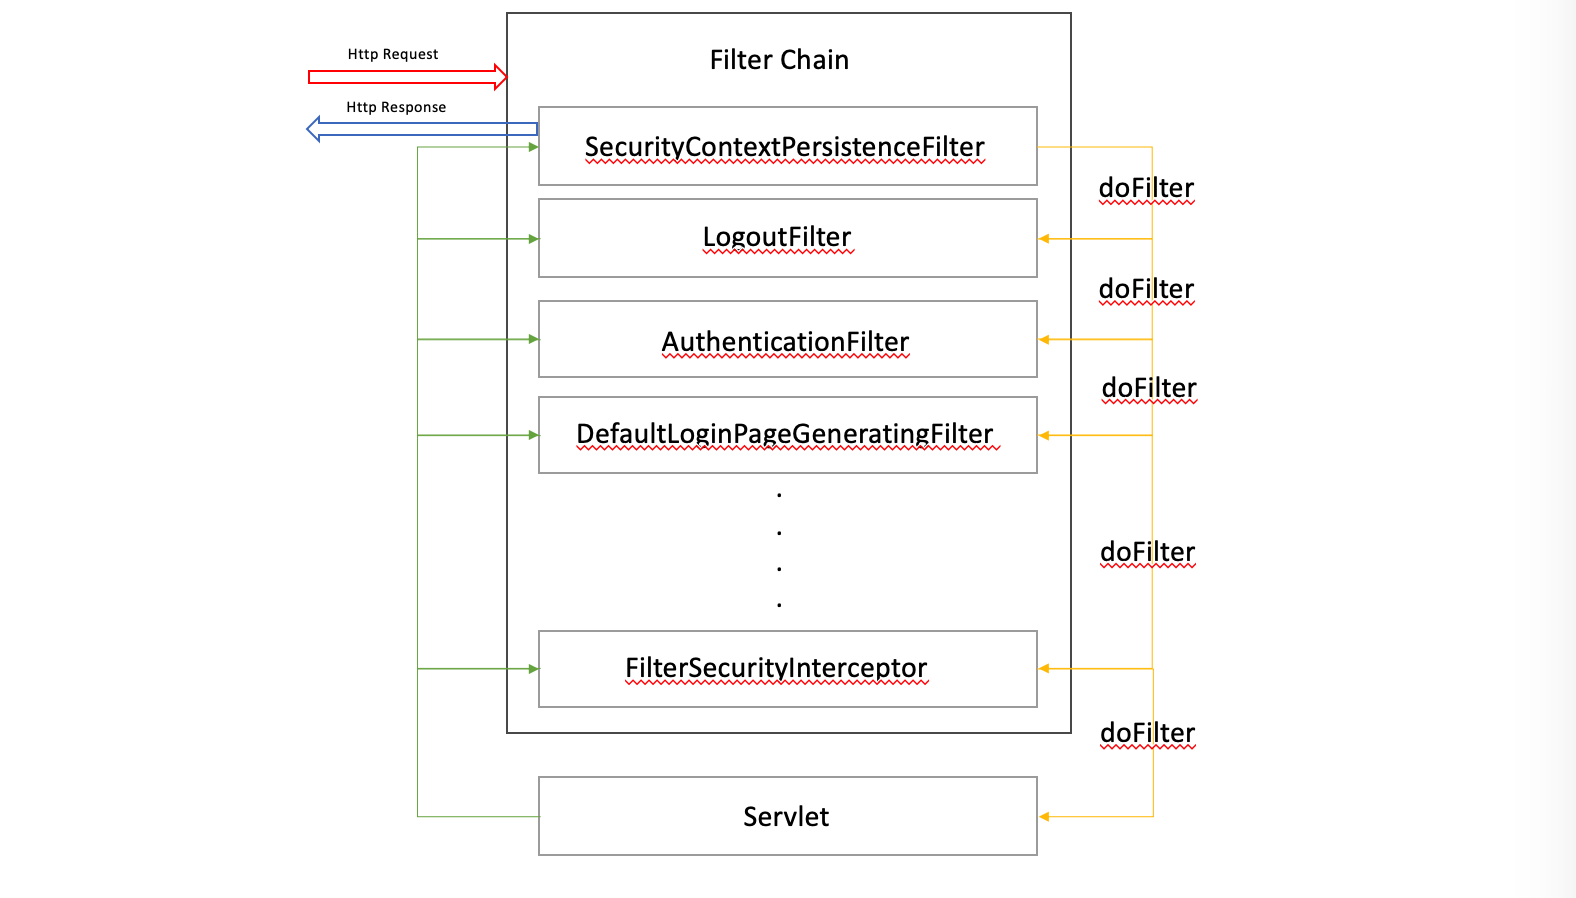 Http Request
Filter Chain
Http Response
SecurityContextPersistenceFilter
doFilter
LogoutFilter
doFilter
AuthenticationFilter
doFilter
DefaultLoginPageGeneratingFilter
.
.
doFilter
.
.
FilterSecurityInterceptor
doFilter
Servlet